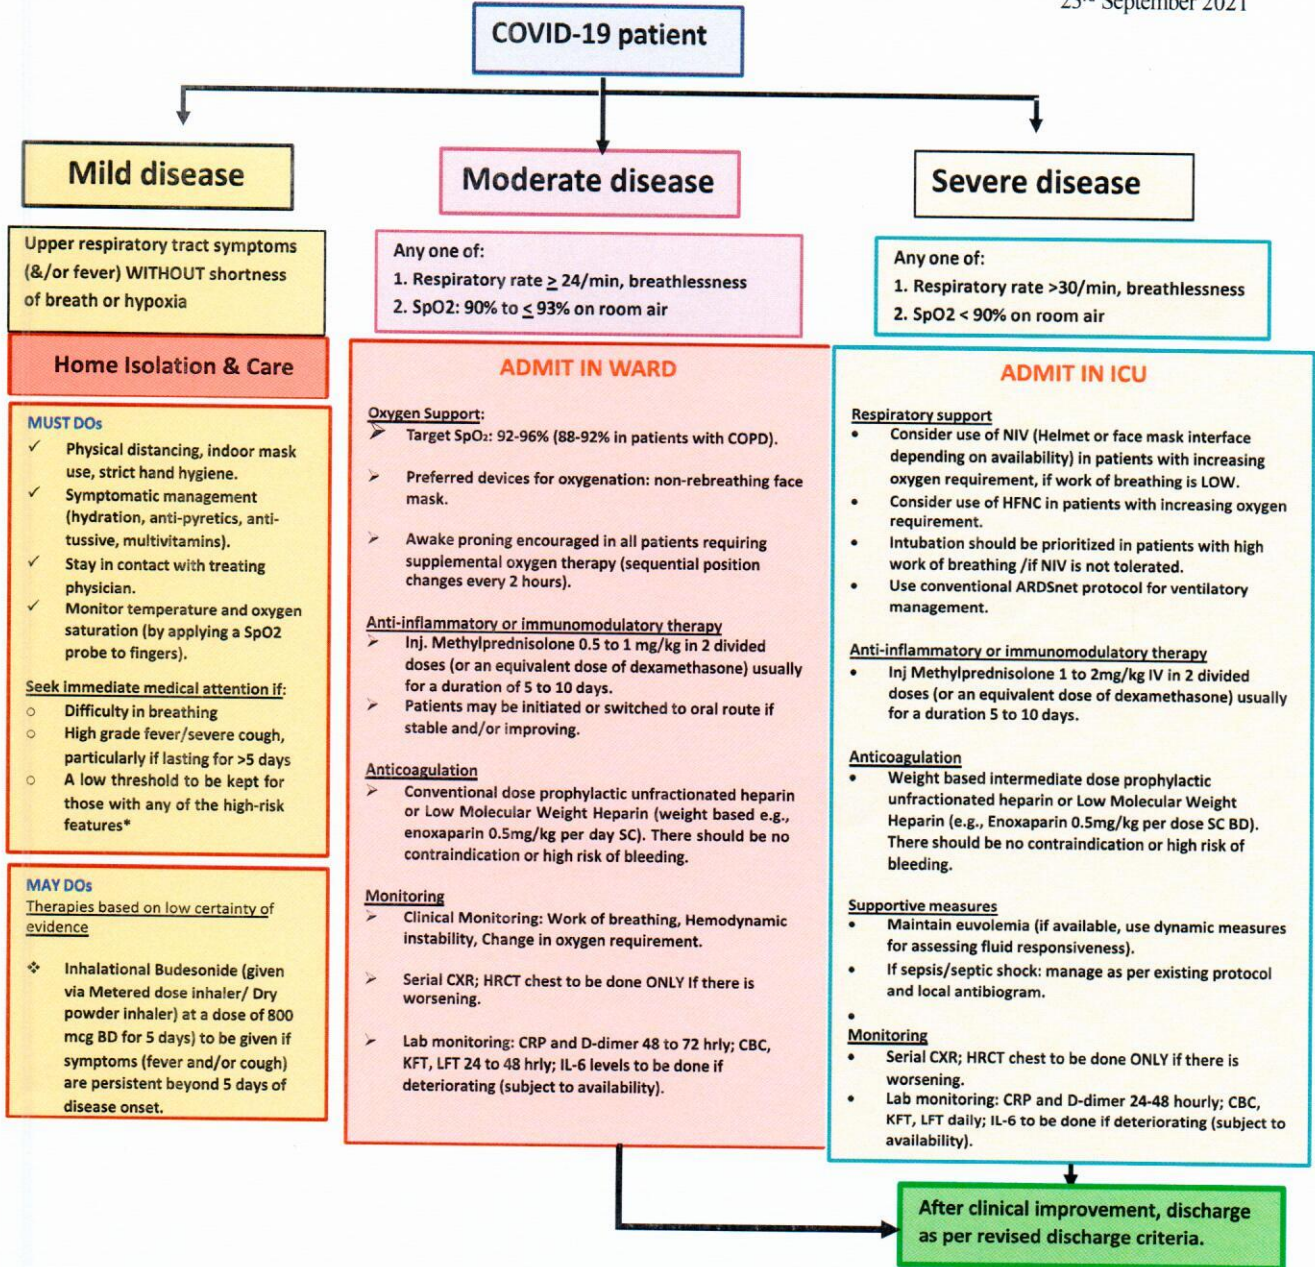 September 2021
COVID-19 patient
Mild disease
Upper respiratory tract symptoms
(&/or fever) WITHOUT shortness
of breath or hypoxia
Home Isolation & Care
MUST DOs
✓ Physical distancing, indoor mask
use, strict hand hygiene.
✓ Symptomatic management
(hydration, anti-pyretics, anti-
tussive, multivitamins).
✓ Stay in contact with treating
physician.
✓ Monitor temperature and oxygen
saturation (by applying a SpO2
probe to fingers).
Seek immediate medical attention if:
○ Difficulty in breathing
○ High grade fever/severe cough,
particularly if lasting for >5 days
○ A low threshold to be kept for
those with any of the high-risk
features*
MAY DOs
Therapies based on low certainty of
evidence
❖ Inhalational Budesonide (given
via Metered dose inhaler/ Dry
powder inhaler) at a dose of 800
mcg BD for 5 days) to be given if
symptoms (fever and/or cough)
are persistent beyond 5 days of
disease onset.
Moderate disease
Any one of:
1. Respiratory rate ≥ 24/min, breathlessness
2. SpO2: 90% to ≤ 93% on room air
ADMIT IN WARD
Oxygen Support:
➢ Target SpO₂: 92-96% (88-92% in patients with COPD).
➢ Preferred devices for oxygenation: non-rebreathing face
mask.
➢ Awake proning encouraged in all patients requiring
supplemental oxygen therapy (sequential position
changes every 2 hours).
Anti-inflammatory or immunomodulatory therapy
➢ Inj. Methylprednisolone 0.5 to 1 mg/kg in 2 divided
doses (or an equivalent dose of dexamethasone) usually
for a duration of 5 to 10 days.
➢ Patients may be initiated or switched to oral route if
stable and/or improving.
Anticoagulation
➢ Conventional dose prophylactic unfractionated heparin
or Low Molecular Weight Heparin (weight based e.g.,
enoxaparin 0.5mg/kg per day SC). There should be no
contraindication or high risk of bleeding.
Monitoring
➢ Clinical Monitoring: Work of breathing, Hemodynamic
instability, Change in oxygen requirement.
➢ Serial CXR; HRCT chest to be done ONLY If there is
worsening.
➢ Lab monitoring: CRP and D-dimer 48 to 72 hrly; CBC,
KFT, LFT 24 to 48 hrly; IL-6 levels to be done if
deteriorating (subject to availability).
Severe disease
Any one of:
1. Respiratory rate >30/min, breathlessness
2. SpO2 < 90% on room air
ADMIT IN ICU
Respiratory support
• Consider use of NIV (Helmet or face mask interface
depending on availability) in patients with increasing
oxygen requirement, if work of breathing is LOW.
• Consider use of HFNC in patients with increasing oxygen
requirement.
• Intubation should be prioritized in patients with high
work of breathing /if NIV is not tolerated.
• Use conventional ARDSnet protocol for ventilatory
management.
Anti-inflammatory or immunomodulatory therapy
• Inj Methylprednisolone 1 to 2mg/kg IV in 2 divided
doses (or an equivalent dose of dexamethasone) usually
for a duration 5 to 10 days.
Anticoagulation
• Weight based intermediate dose prophylactic
unfractionated heparin or Low Molecular Weight
Heparin (e.g., Enoxaparin 0.5mg/kg per dose SC BD).
There should be no contraindication or high risk of
bleeding.
Supportive measures
• Maintain euvolemia (if available, use dynamic measures
for assessing fluid responsiveness).
• If sepsis/septic shock: manage as per existing protocol
and local antibiogram.
•
Monitoring
• Serial CXR; HRCT chest to be done ONLY if there is
worsening.
• Lab monitoring: CRP and D-dimer 24-48 hourly; CBC,
KFT, LFT daily; IL-6 to be done if deteriorating (subject to
availability).
After clinical improvement, discharge
as per revised discharge criteria.